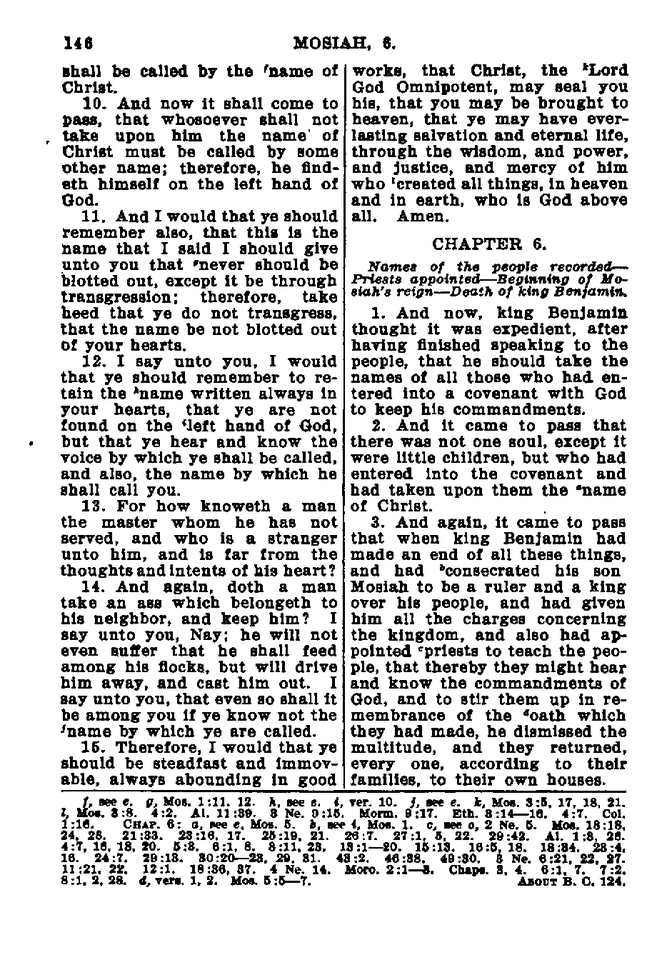 146
MOSIAH, 6.
shall be called by the fname of
Christ.
10. And now it shall come to
pass, that whosoever shall not
take upon him the name of
Christ must be called by some
other name; therefore, he find-
eth himself on the left hand of
God.
11. And I would that ye should
remember also, that this is the
name that I said I should give
unto you that gnever should be
blotted out, except it be through
transgression; therefore, take
heed that ye do not transgress,
that the name be not blotted out
of your hearts.
12. I say unto you, I would
that ye should remember to re-
tain the hname written always in
your hearts, that ye are not
found on the ileft hand of God,
but that ye hear and know the
voice by which ye shall be called,
and also, the name by which he
shall call you.
13. For how knoweth a man
the master whom he has not
served, and who is a stranger
unto him, and is far from the
thoughts and intents of his heart?
14. And again, doth a man
take an ass which belongeth to
his neighbor, and keep him? I
say unto you, Nay; he will not
even suffer that he shall feed
among his flocks, but will drive
him away, and cast him out. I
say unto you, that even so shall it
be among you if ye know not the
jname by which ye are called.
15. Therefore, I would that ye
should be steadfast and immov-
able, always abounding in good
works, that Christ, the kLord
God Omnipotent, may seal you
his, that you may be brought to
heaven, that ye may have ever-
lasting salvation and eternal life,
through the wisdom, and power,
and justice, and mercy of him
who lcreated all things, in heaven
and in earth, who is God above
all. Amen.
CHAPTER 6.
Names of the people recorded—
Priests appointed—Beginning of Mo-
siah's reign—Death of king Benjamin.
1. And now, king Benjamin
thought it was expedient, after
having finished speaking to the
people, that he should take the
names of all those who had en-
tered into a covenant with God
to keep his commandments.
2. And it came to pass that
there was not one soul, except it
were little children, but who had
entered into the covenant and
had taken upon them the aname
of Christ.
3. And again, it came to pass
that when king Benjamin had
made an end of all these things,
and had bconsecrated his son
Mosiah to be a ruler and a king
over his people, and had given
him all the charges concerning
the kingdom, and also had ap-
pointed cpriests to teach the peo-
ple, that thereby they might hear
and know the commandments of
God, and to stir them up in re-
membrance of the doath which
they had made, he dismissed the
multitude, and they returned,
every one, according to their
families, to their own houses.
f, see e. g, Mos. 1:11, 12. h, see e. i, ver. 10. j, see e. k, Mos. 3:5, 17, 18, 21.
l, Mos. 3:8. 4:2. Al. 11:39. 3 Ne. 9:15. Morm. 9:17. Eth. 3:14—16. 4:7. Col.
1:16. CHAP. 6: a, see e, Mos. 5. b, see i, Mos. 1. c, see o, 2 Ne. 5. Mos. 18:18,
24, 28. 21:33. 23:16, 17. 25:19, 21. 26:7. 27:1, 5, 22. 29:42. Al. 1:3, 26.
4:7, 16, 18, 20. 5:3. 6:1, 8. 8:11, 23. 13:1—20. 15:13. 16:5, 18. 18:34. 23:4,
16. 24:7. 29:13. 30:20—23, 29, 31. 43:2. 46:38. 49:30. 3 Ne. 6:21, 22, 27.
11:21, 22. 12:1. 18:36, 37. 4 Ne. 14. Moro. 2:1—3. Chaps. 3, 4. 6:1, 7. 7:2.
8:1, 2, 28. d, vers. 1, 2. Mos. 5:5—7.
ABOUT B. C. 124.